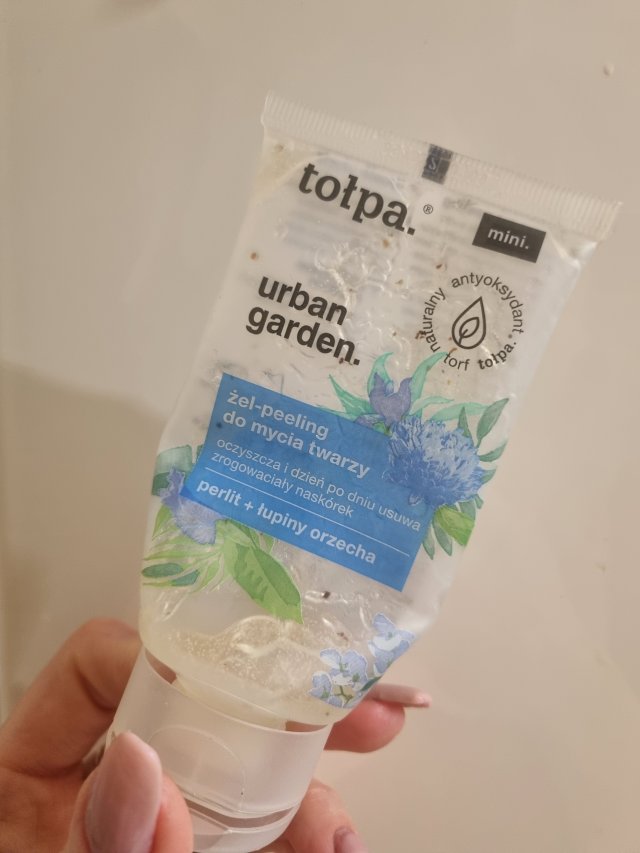 tołpa.®
mini.
urban
garden.
naturalny antyoksydant
torf tołpa.
żel-peeling
do mycia twarzy
oczyszcza i dzień po dniu usuwa
zrogowaciały naskórek
perlit + łupiny orzecha